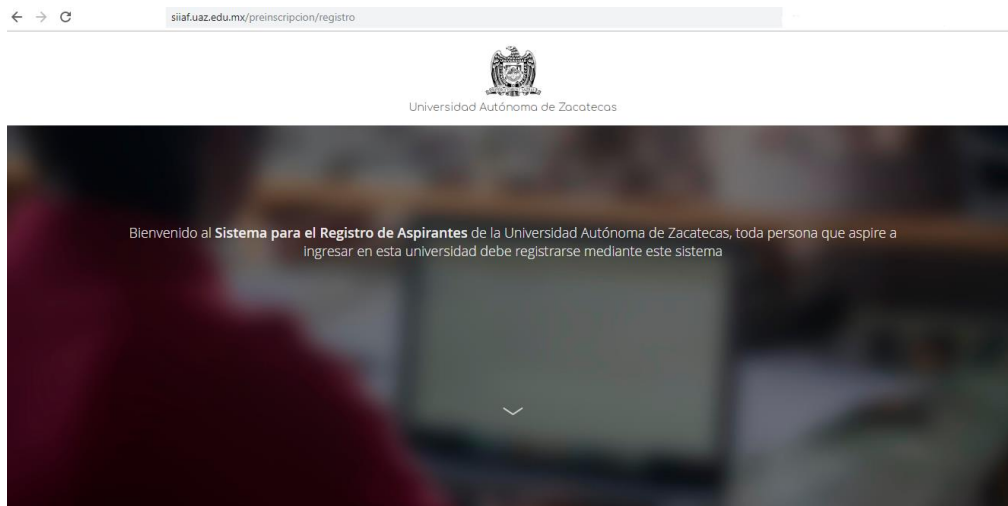 siiaf.uaz.edu.mx/preinscripcion/registro
Universidad Autónoma de Zacatecas
Bienvenido al Sistema para el Registro de Aspirantes de la Universidad Autónoma de Zacatecas, toda persona que aspire a
ingresar en esta universidad debe registrarse mediante este sistema